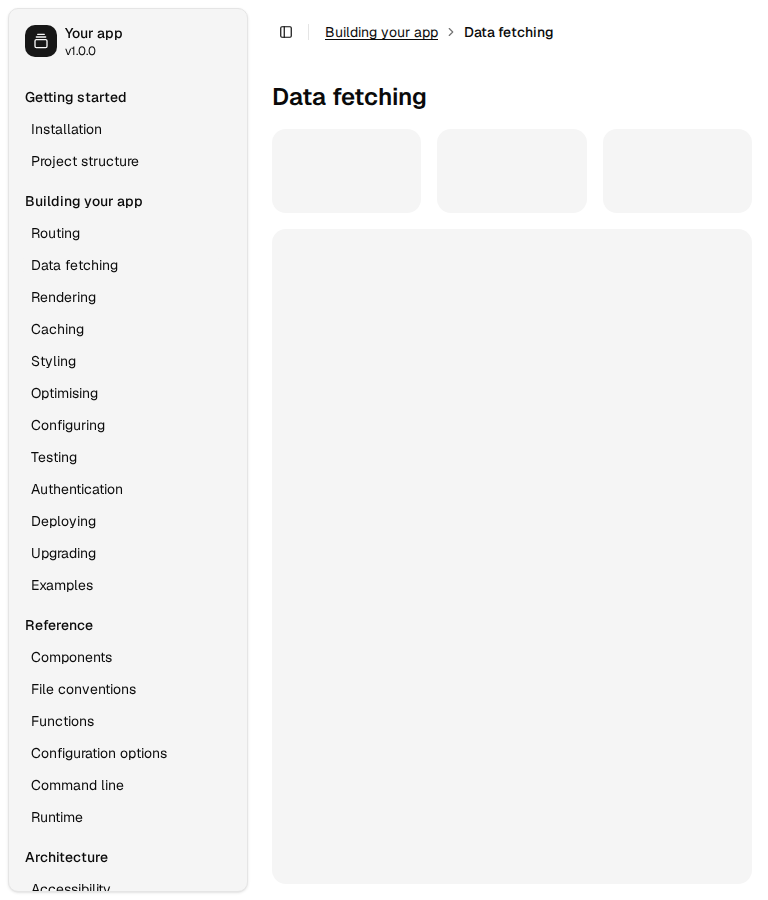 Your app
v1.0.0
Getting started
Installation
Project structure
Building your app
Routing
Data fetching
Rendering
Caching
Styling
Optimising
Configuring
Testing
Authentication
Deploying
Upgrading
Examples
Reference
Components
File conventions
Functions
Configuration options
Command line
Runtime
Architecture
Accessibility
Building your app > Data fetching
Data fetching